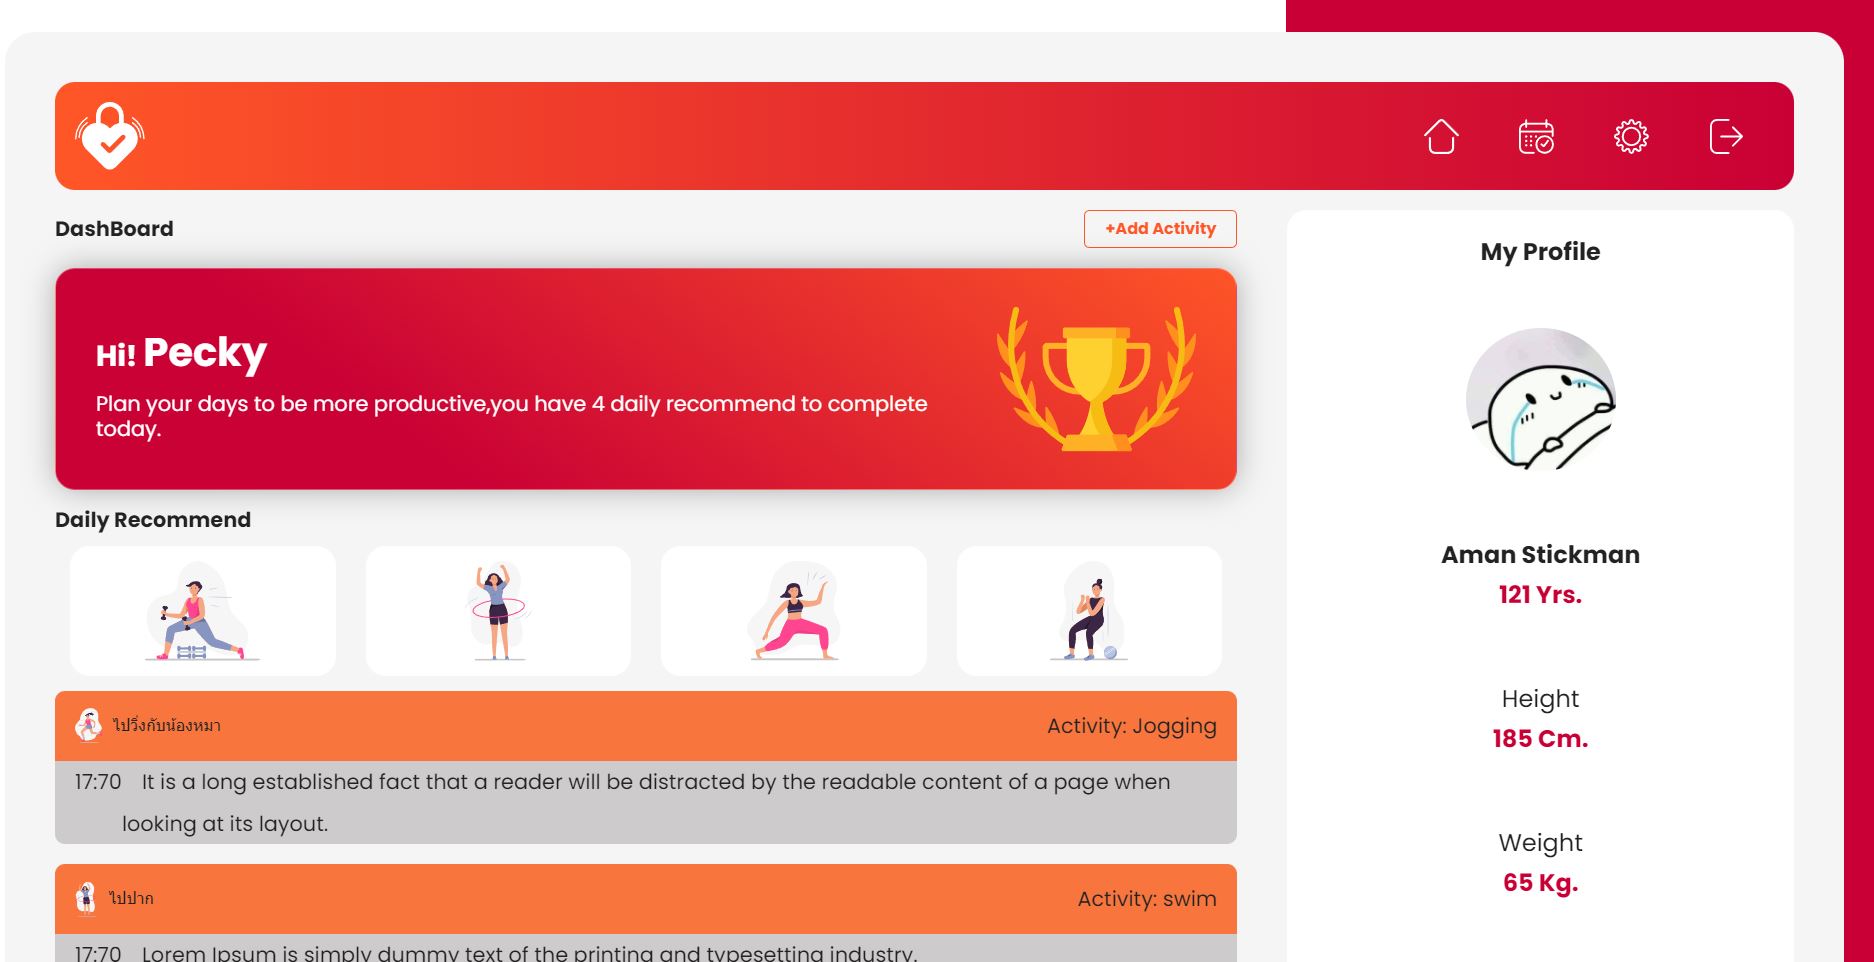 DashBoard
+Add Activity
Hi! Pecky
Plan your days to be more productive,you have 4 daily recommend to complete
today.
Daily Recommend
ไปวิ่งกับน้องหมา
Activity: Jogging
17:70 It is a long established fact that a reader will be distracted by the readable content of a page when
looking at its layout.
ไปปาก
Activity: swim
17:70 Lorem Ipsum is simply dummy text of the printing and typesetting industry.
My Profile
Aman Stickman
121 Yrs.
Height
185 Cm.
Weight
65 Kg.